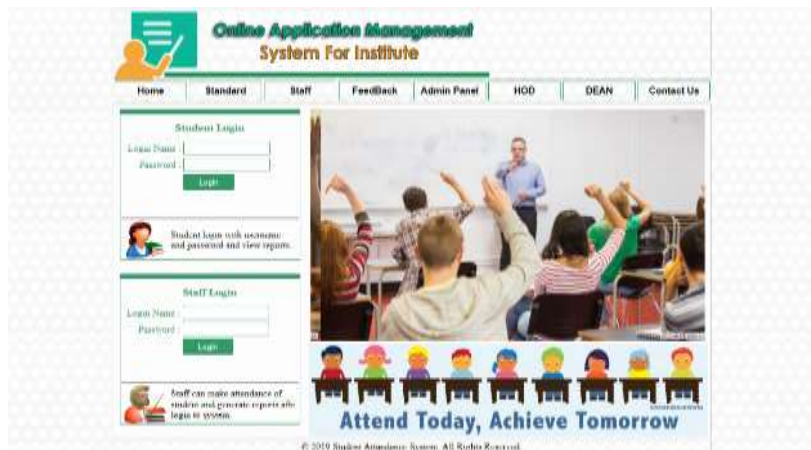 Online Application Management
System For Institute
Home Standard Staff FeedBack Admin Panel HOD DEAN Contact Us
Student Login
Login Name :
Password :
Login
Student login with username
and password and view reports.
Staff Login
Login Name :
Password :
Login
Staff can make attendance of
student and generate reports afte
login to system.
Attend Today, Achieve Tomorrow
© 2019 Student Attendance System. All Rights Reserved.